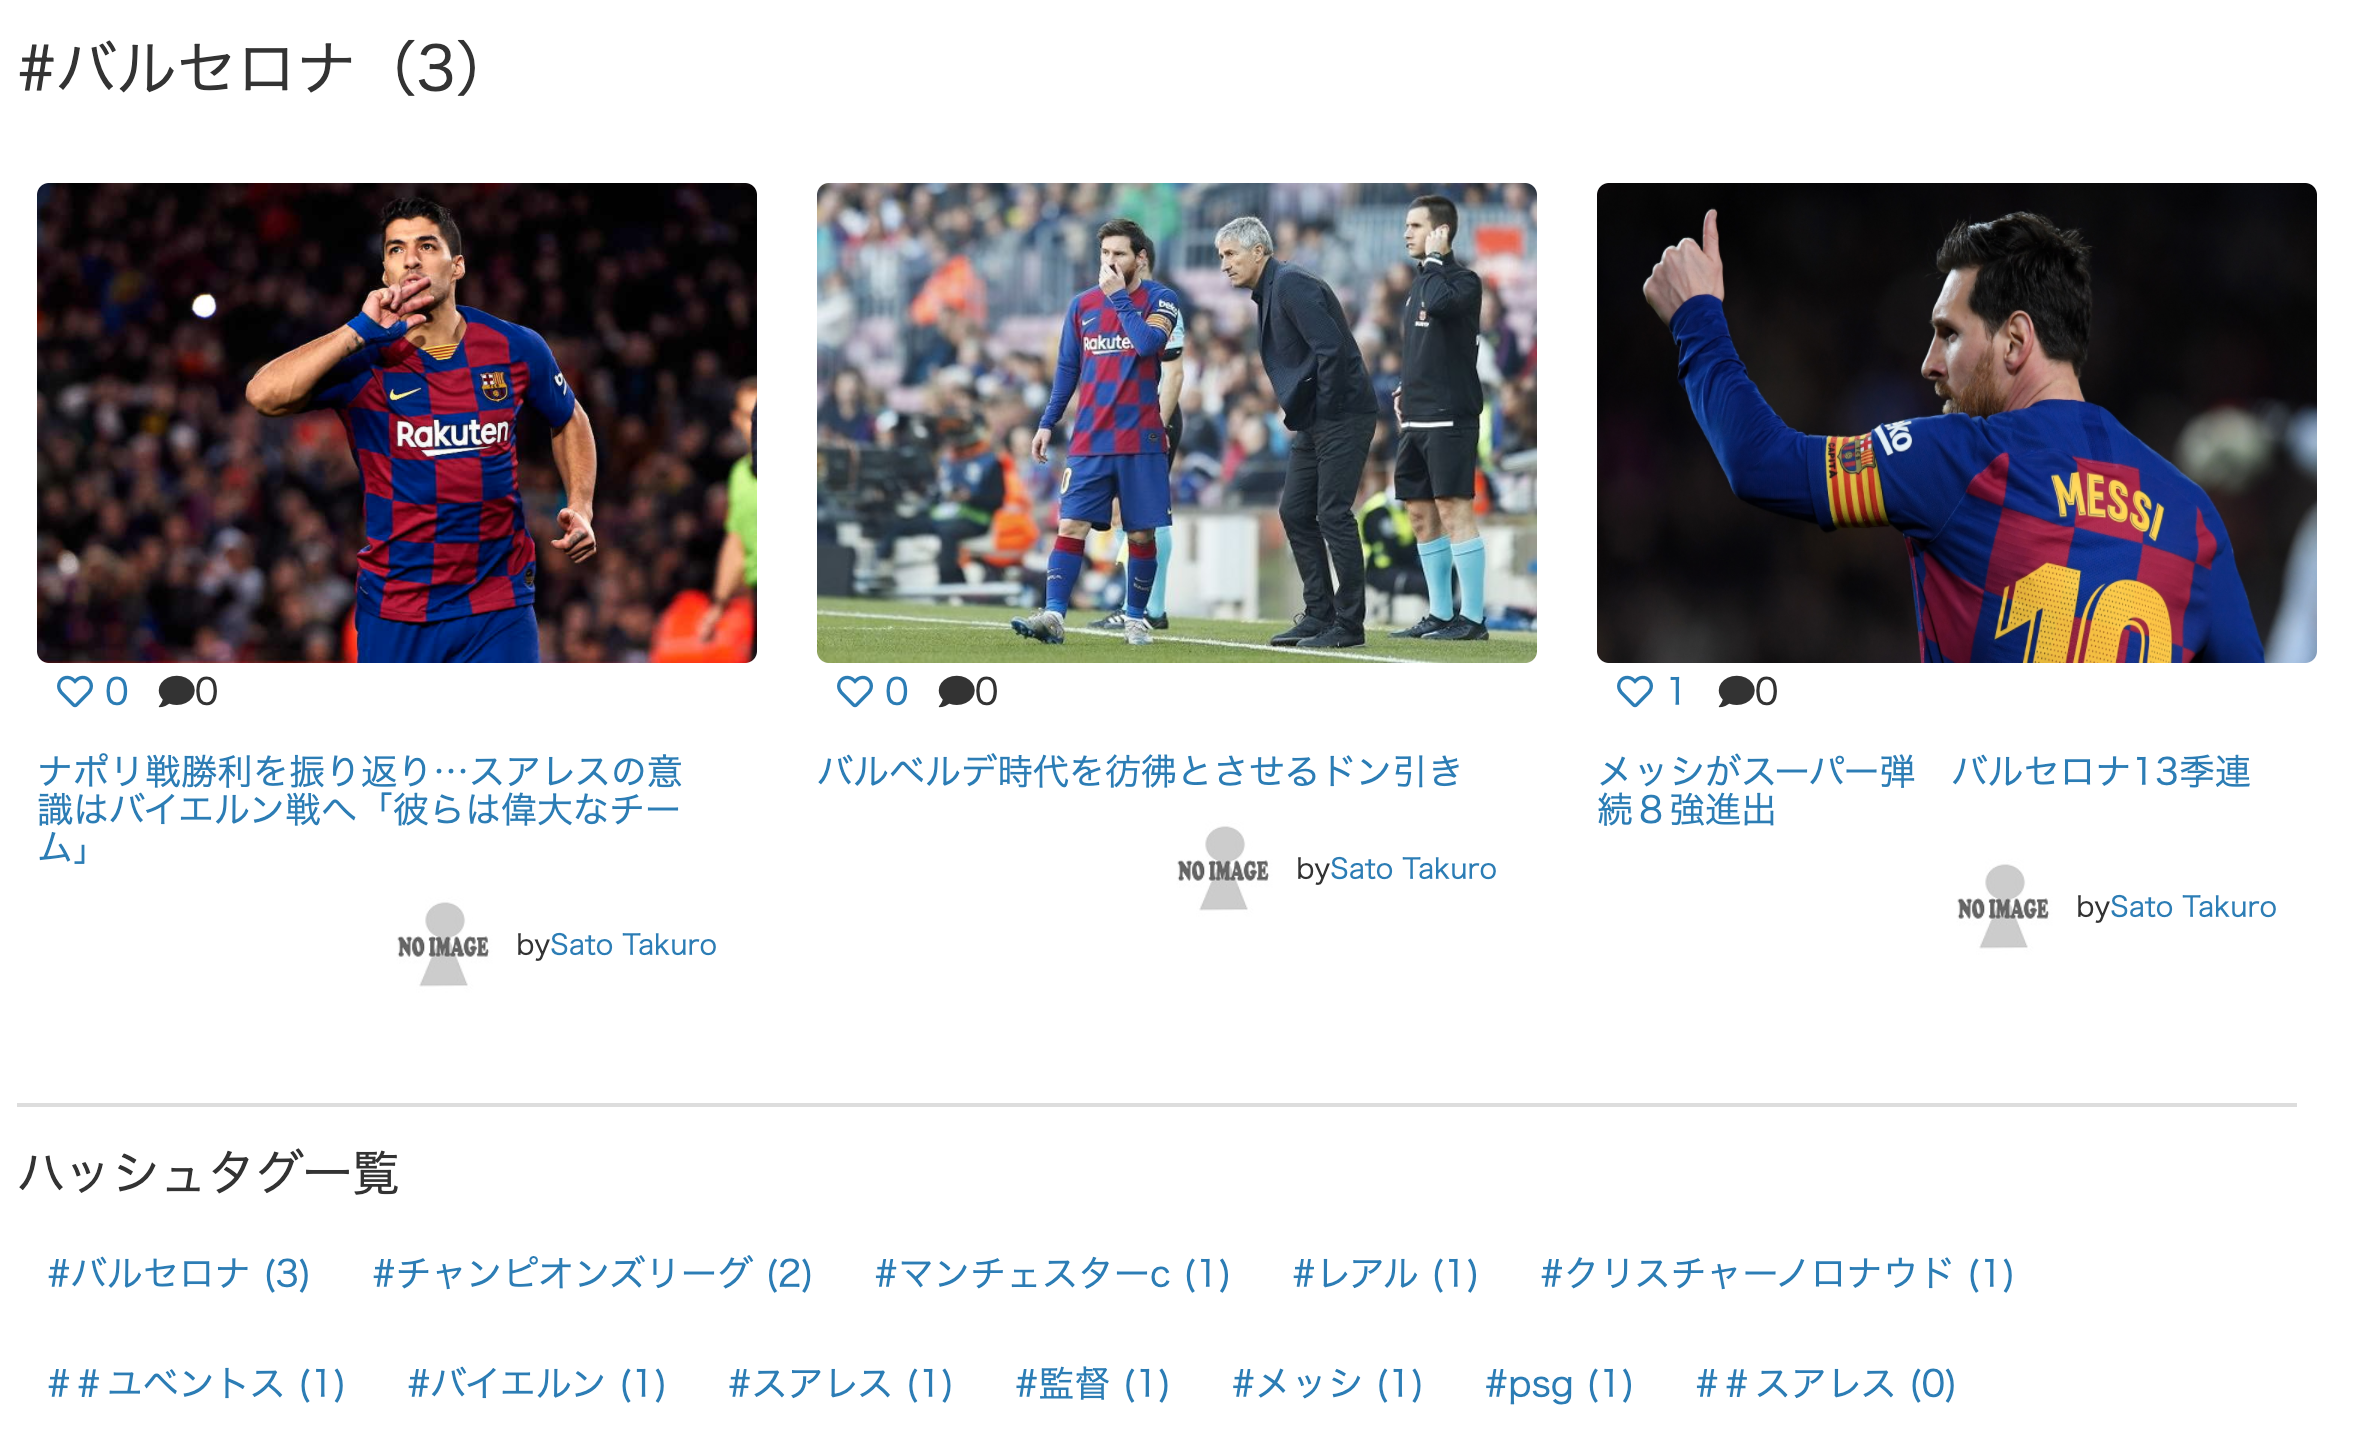 #バルセロナ（3）
Rakuten
beko
Rakuten
0
MESSI
10
0 0
0 0
1 0
ナポリ戦勝利を振り返り…スアレスの意
識はバイエルン戦へ「彼らは偉大なチー
ム」
NO IMAGE bySato Takuro
バルベルデ時代を彷彿とさせるドン引き
NO IMAGE bySato Takuro
メッシがスーパー弾　バルセロナ13季連
続８強進出
NO IMAGE bySato Takuro
ハッシュタグ一覧
#バルセロナ (3) #チャンピオンズリーグ (2) #マンチェスターc (1) #レアル (1) #クリスチャーノロナウド (1)
#＃ユベントス (1) #バイエルン (1) #スアレス (1) #監督 (1) #メッシ (1) #psg (1) #＃スアレス (0)